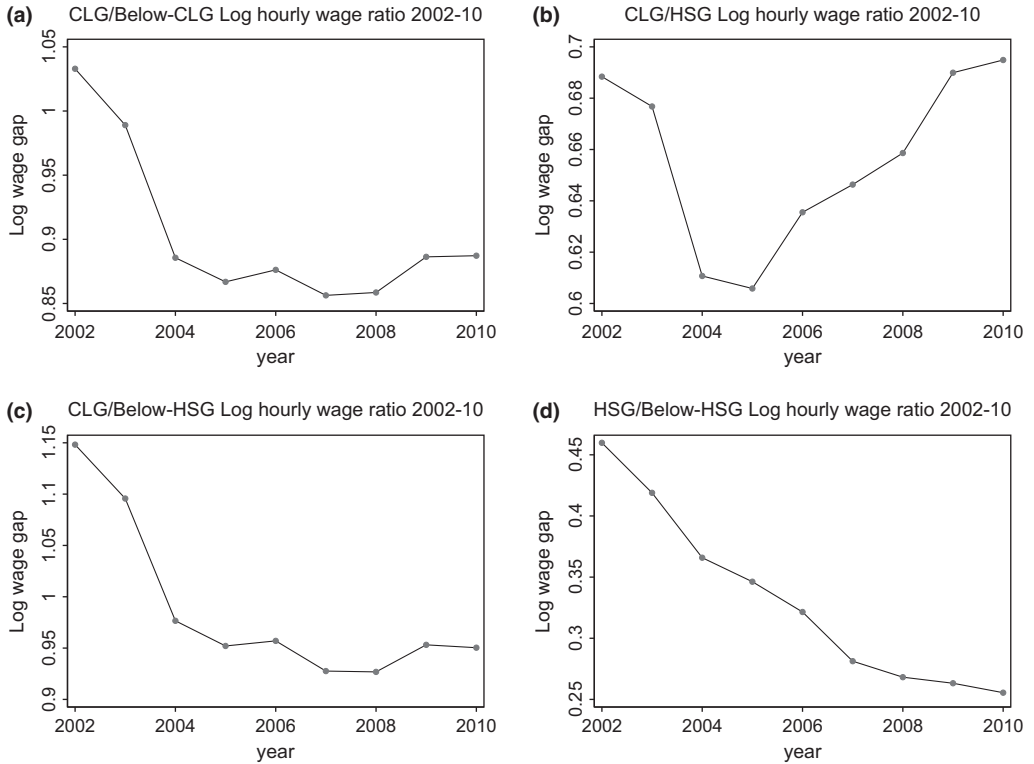 (a) CLG/Below-CLG Log hourly wage ratio 2002-10
Log wage gap
1.05
1
0.95
0.9
0.85
2002 2004 2006 2008 2010
year
(b) CLG/HSG Log hourly wage ratio 2002-10
Log wage gap
0.7
0.68
0.66
0.64
0.62
0.6
2002 2004 2006 2008 2010
year
(c) CLG/Below-HSG Log hourly wage ratio 2002-10
Log wage gap
1.15
1.1
1.05
1
0.95
0.9
2002 2004 2006 2008 2010
year
(d) HSG/Below-HSG Log hourly wage ratio 2002-10
Log wage gap
0.45
0.4
0.35
0.3
0.25
2002 2004 2006 2008 2010
year